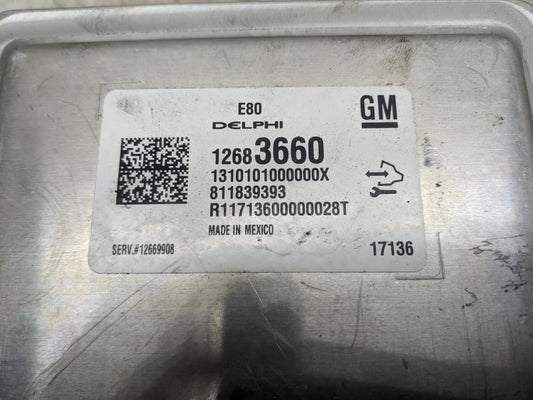 E80
DELPHI
GM
12683660
1310101000000X
811839393
R11713600000028T
MADE IN MEXICO
SERV.#12669908
17136